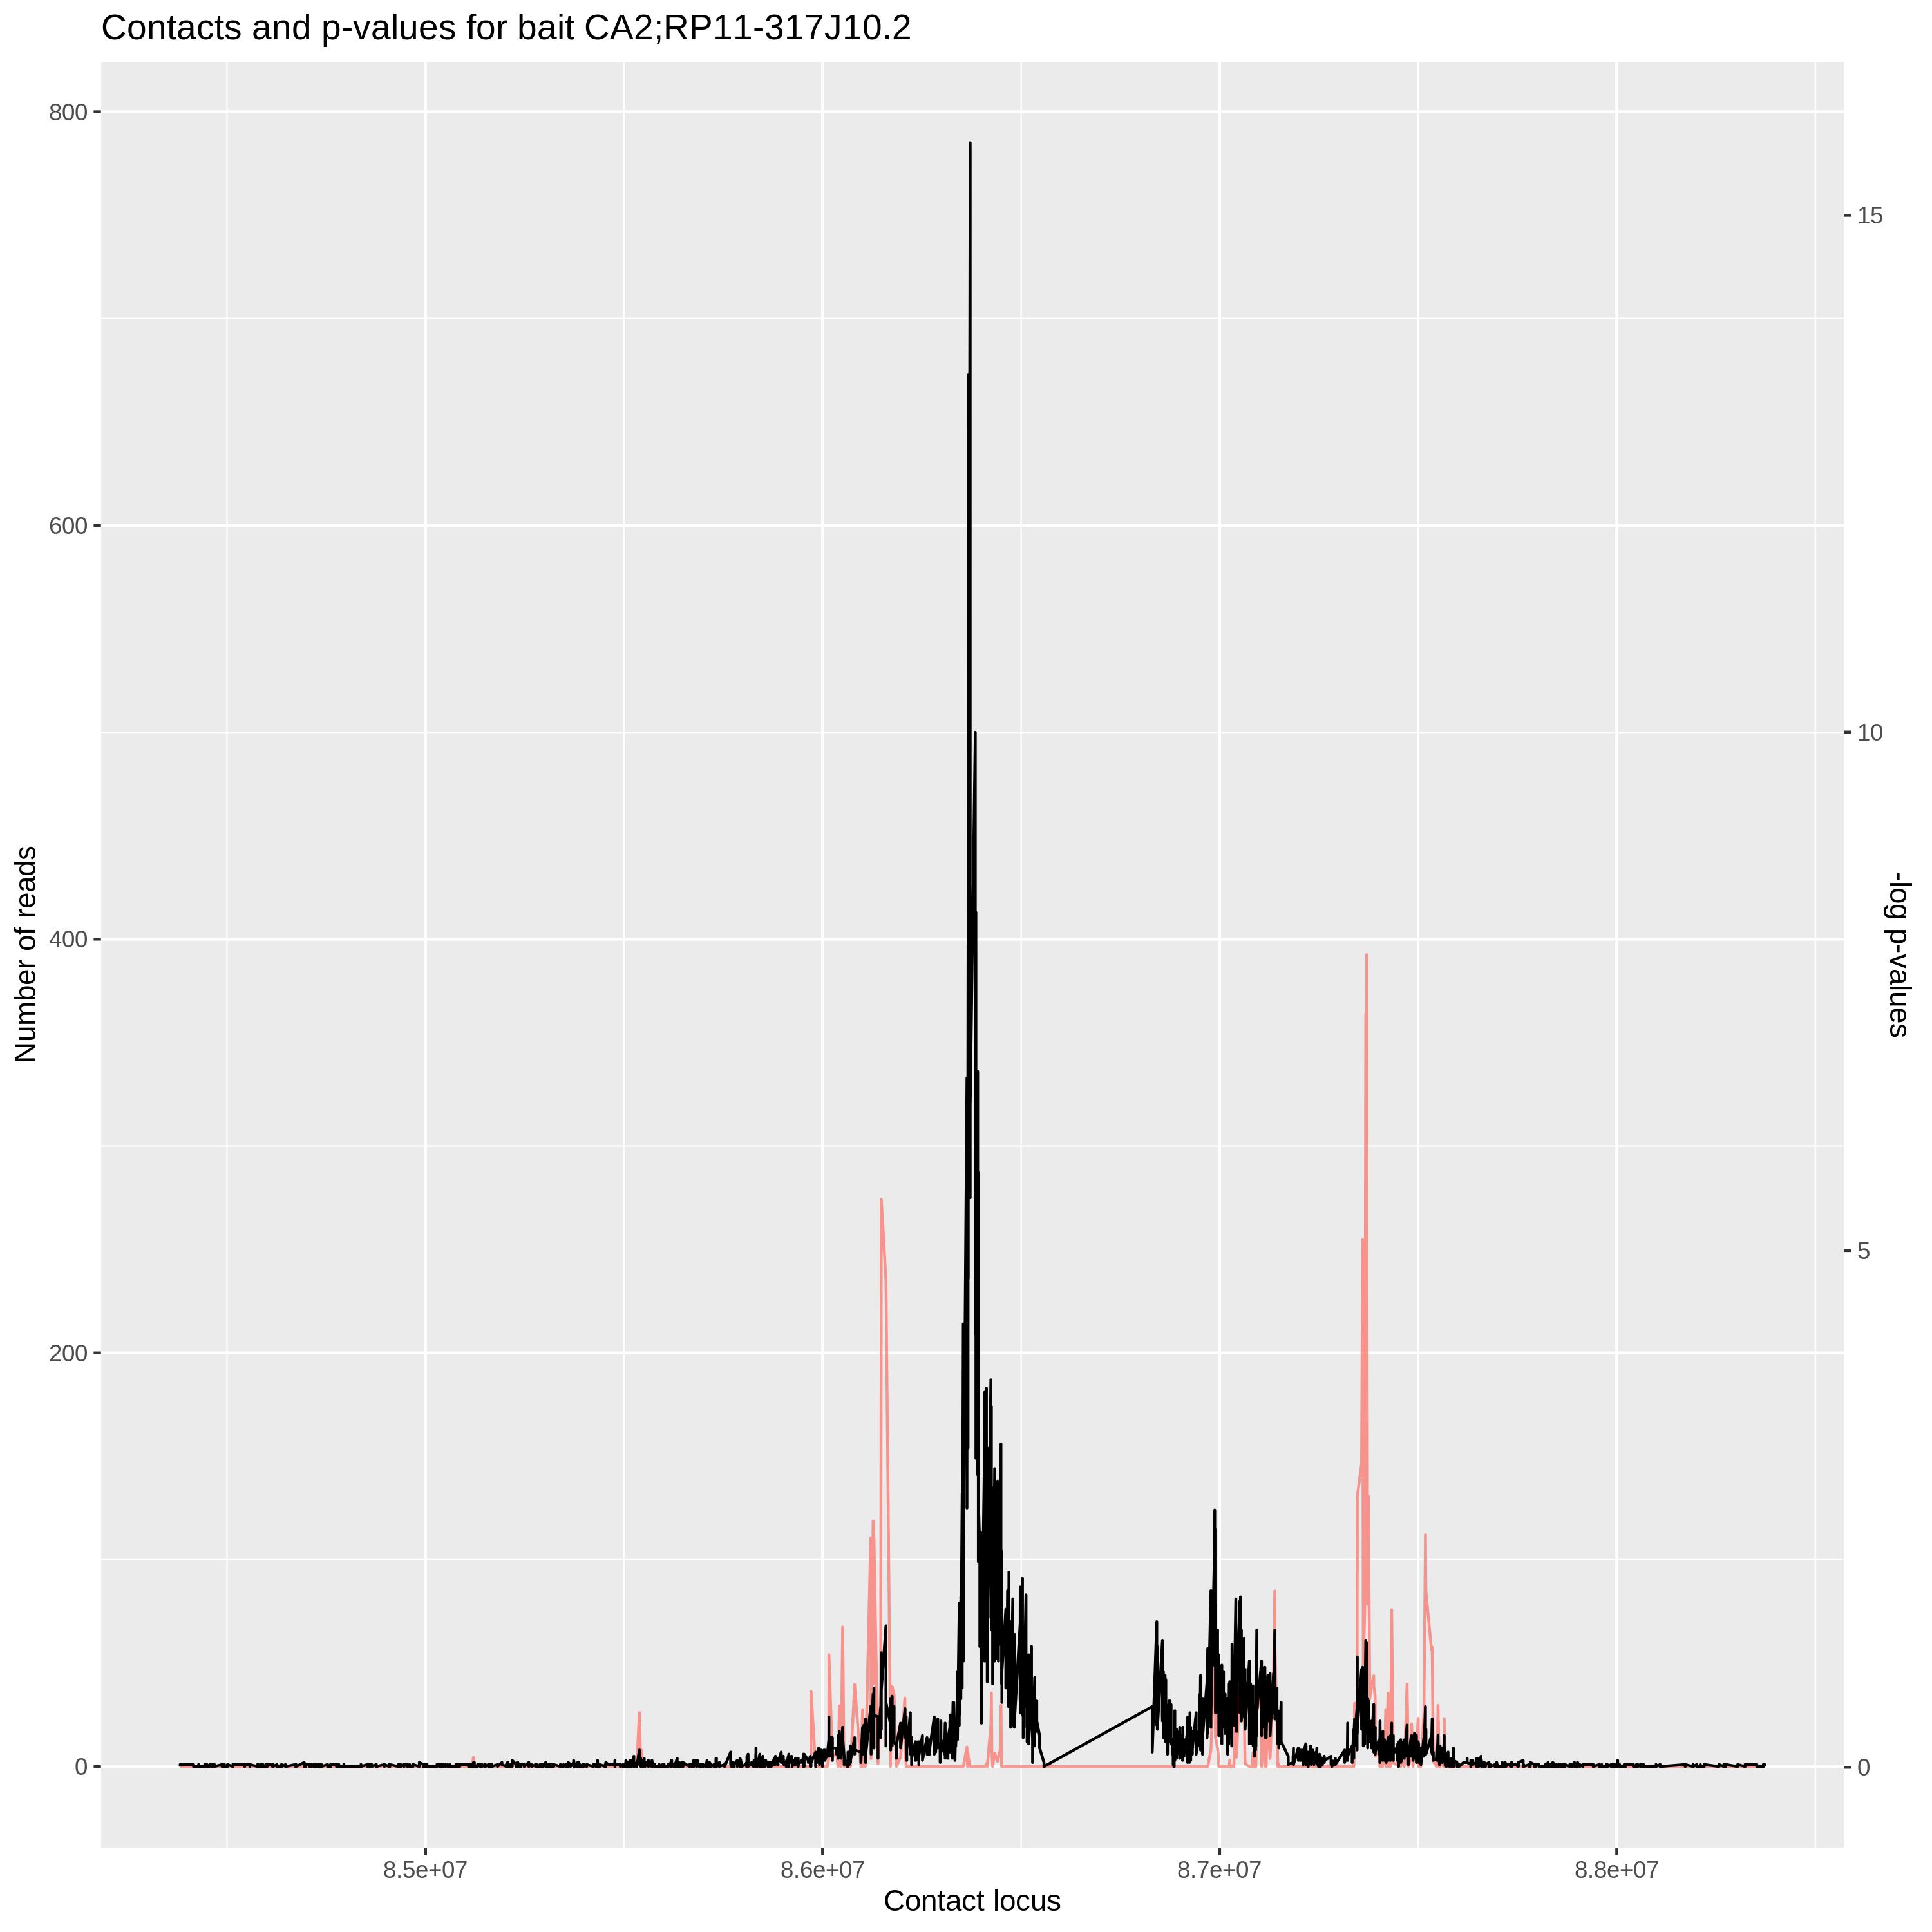 Contacts and p-values for bait CA2;RP11-317J10.2
800
600
400
200
0
Number of reads
15
10
5
0
-log p-values
8.5e+07
8.6e+07
8.7e+07
8.8e+07
Contact locus